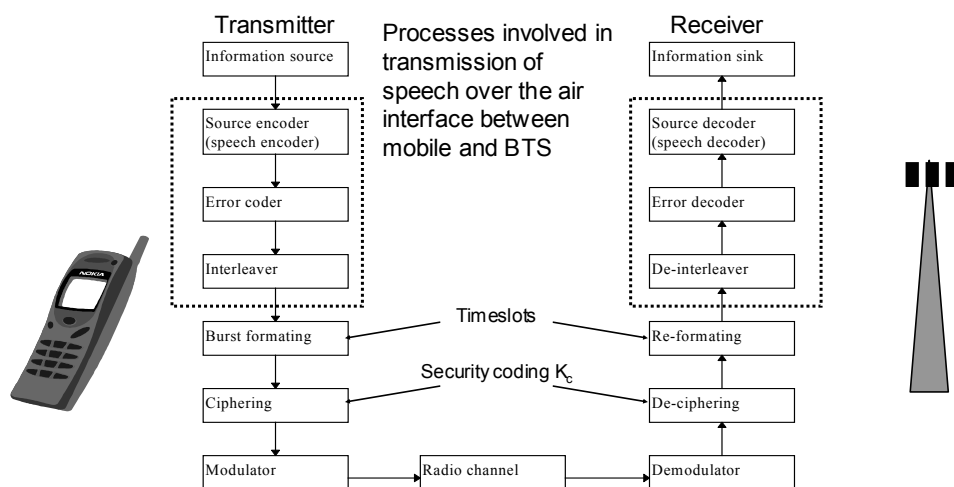 Transmitter
Information source
Source encoder
(speech encoder)
Error coder
Interleaver
Burst formating
Ciphering
Modulator
Processes involved in
transmission of
speech over the air
interface between
mobile and BTS
Timeslots
Security coding Kc
Radio channel
Receiver
Information sink
Source decoder
(speech decoder)
Error decoder
De-interleaver
Re-formating
De-ciphering
Demodulator
NOKIA